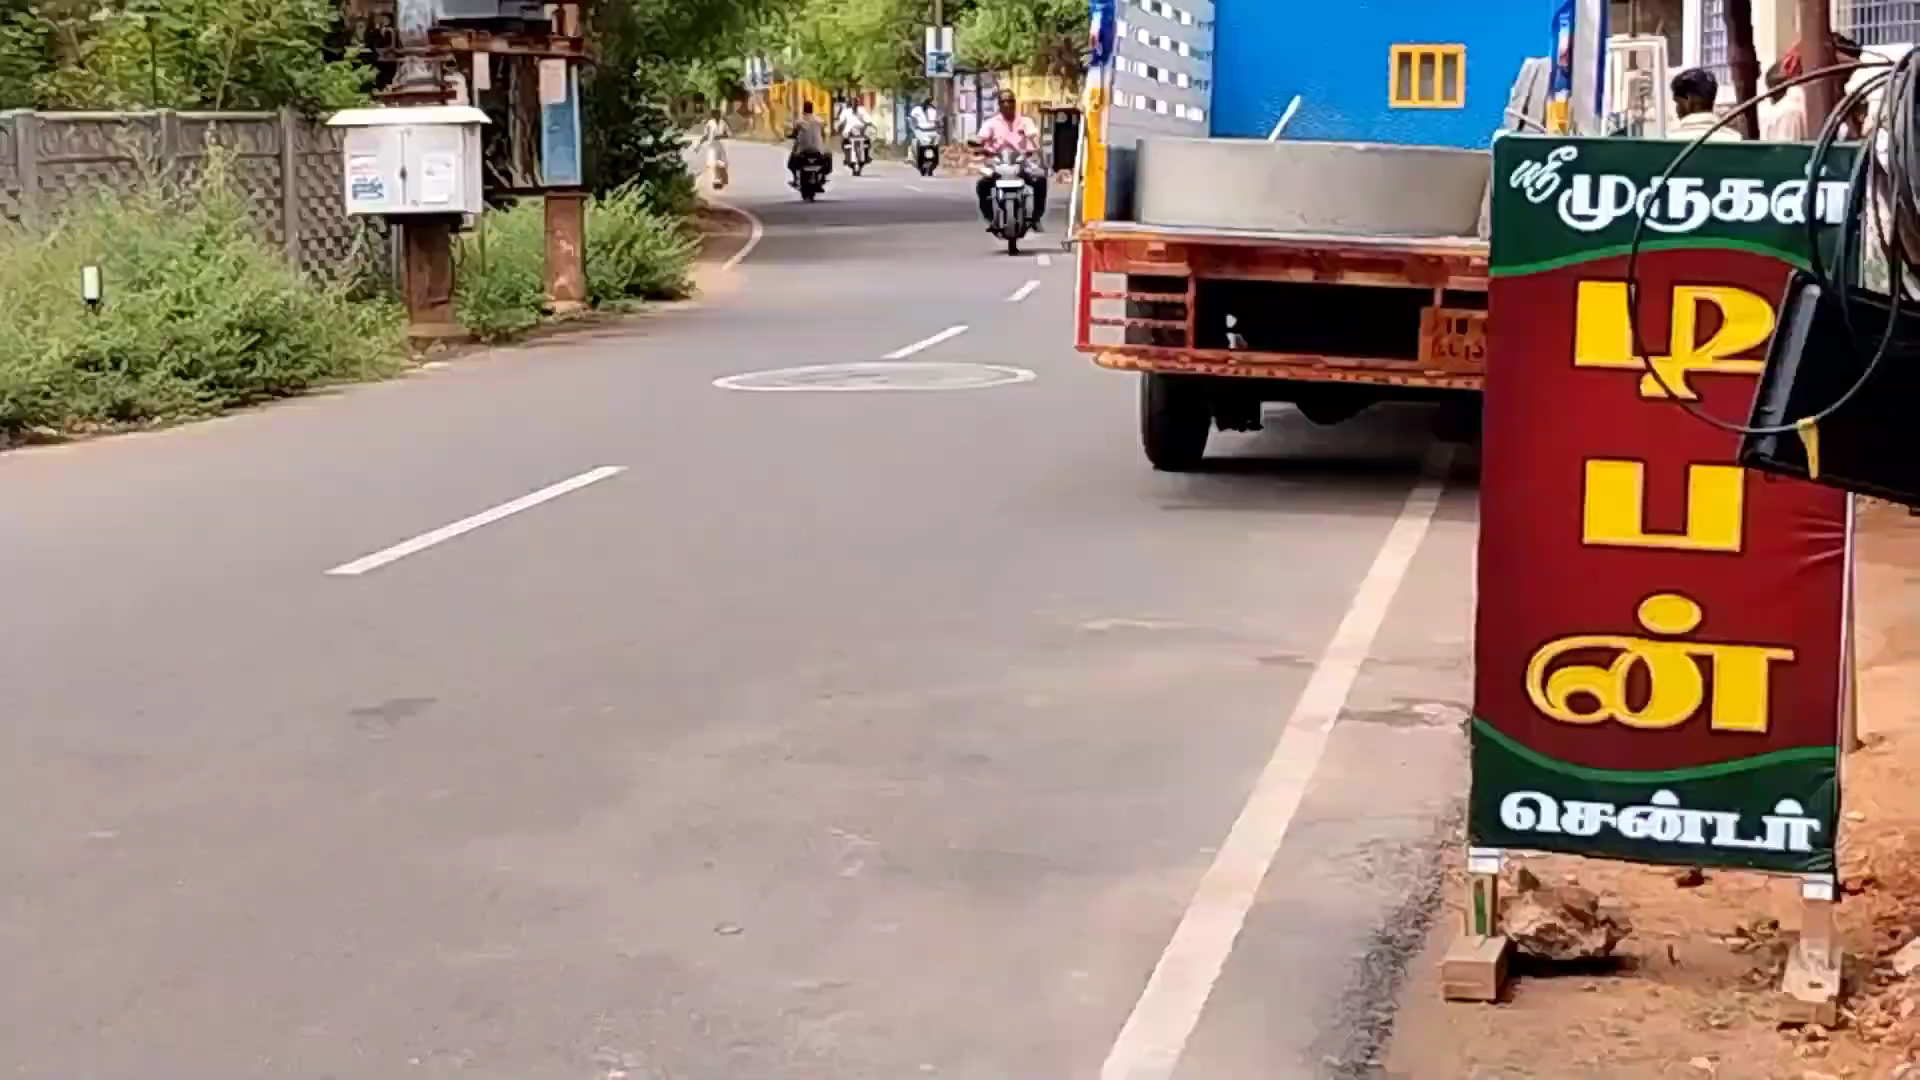 ஸ்ரீ முருகன்
டி
ப
ன்
சென்டர்